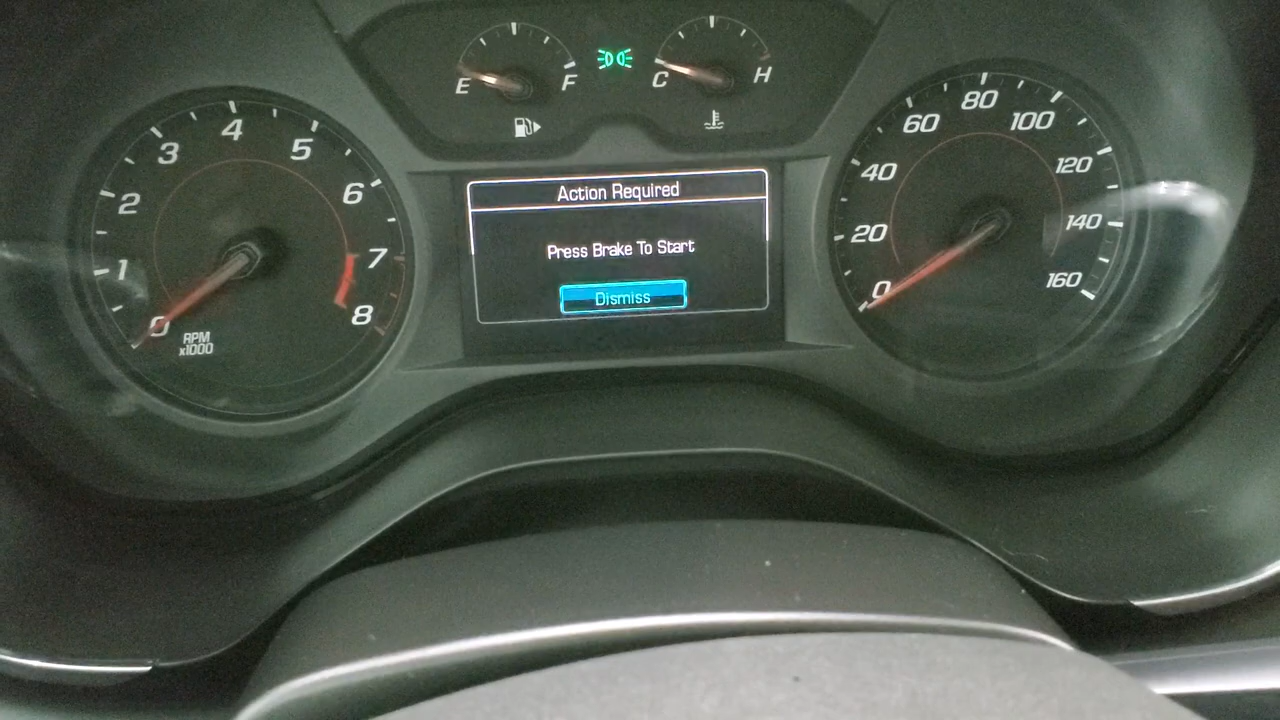 E F C H
Action Required
Press Brake To Start
Dismiss
0 1 2 3 4 5 6 7 8
RPM
x1000
0 20 40 60 80 100 120 140 160